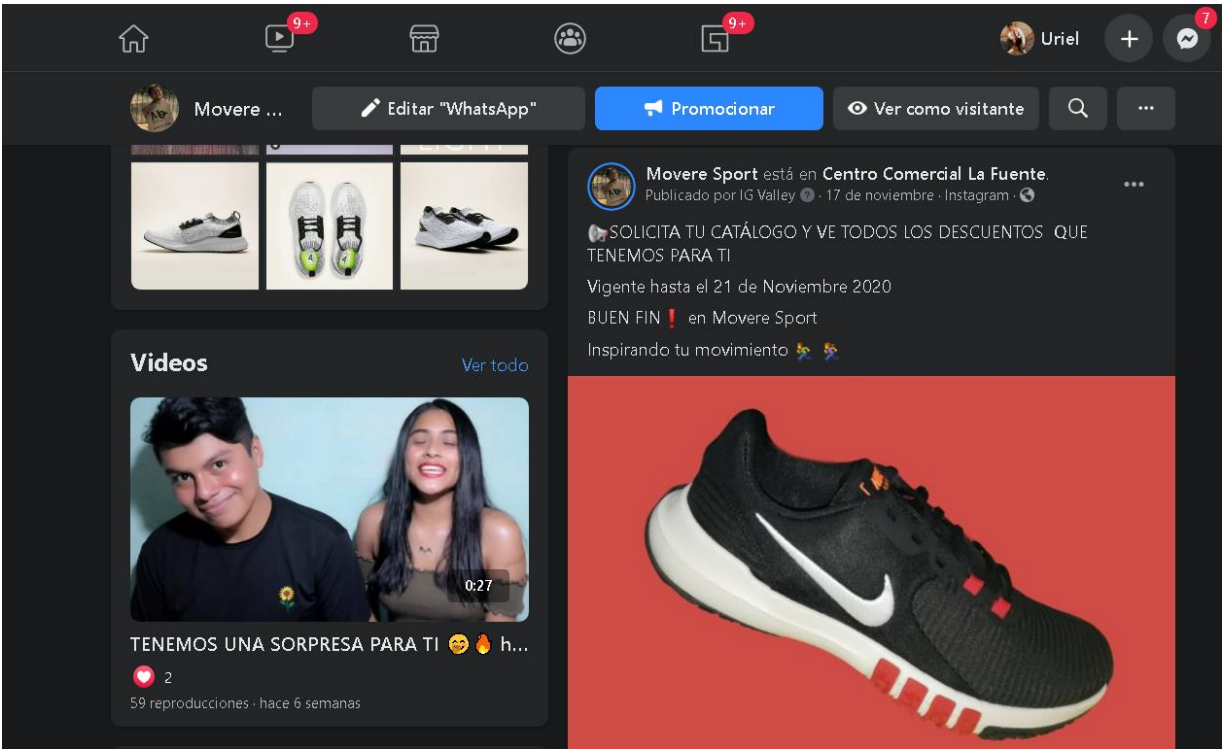 9+
9+
Uriel
7
Movere ...
Editar "WhatsApp"
Promocionar
Ver como visitante
Movere Sport está en Centro Comercial La Fuente.
Publicado por IG Valley · 17 de noviembre · Instagram ·
SOLICITA TU CATÁLOGO Y VE TODOS LOS DESCUENTOS QUE
TENEMOS PARA TI
Vigente hasta el 21 de Noviembre 2020
BUEN FIN❗ en Movere Sport
Inspirando tu movimiento
Videos
Ver todo
0:27
TENEMOS UNA SORPRESA PARA TI 🤭🔥 h...
2
59 reproducciones · hace 6 semanas